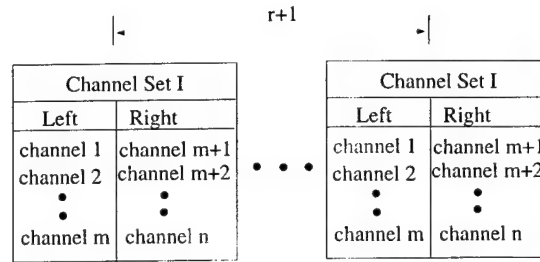 r+1
Channel Set I Channel Set I
Left Right Left Right
channel 1 channel m+1 channel 1 channel m+1
channel 2 channel m+2 channel 2 channel m+2
channel m channel n channel m channel n